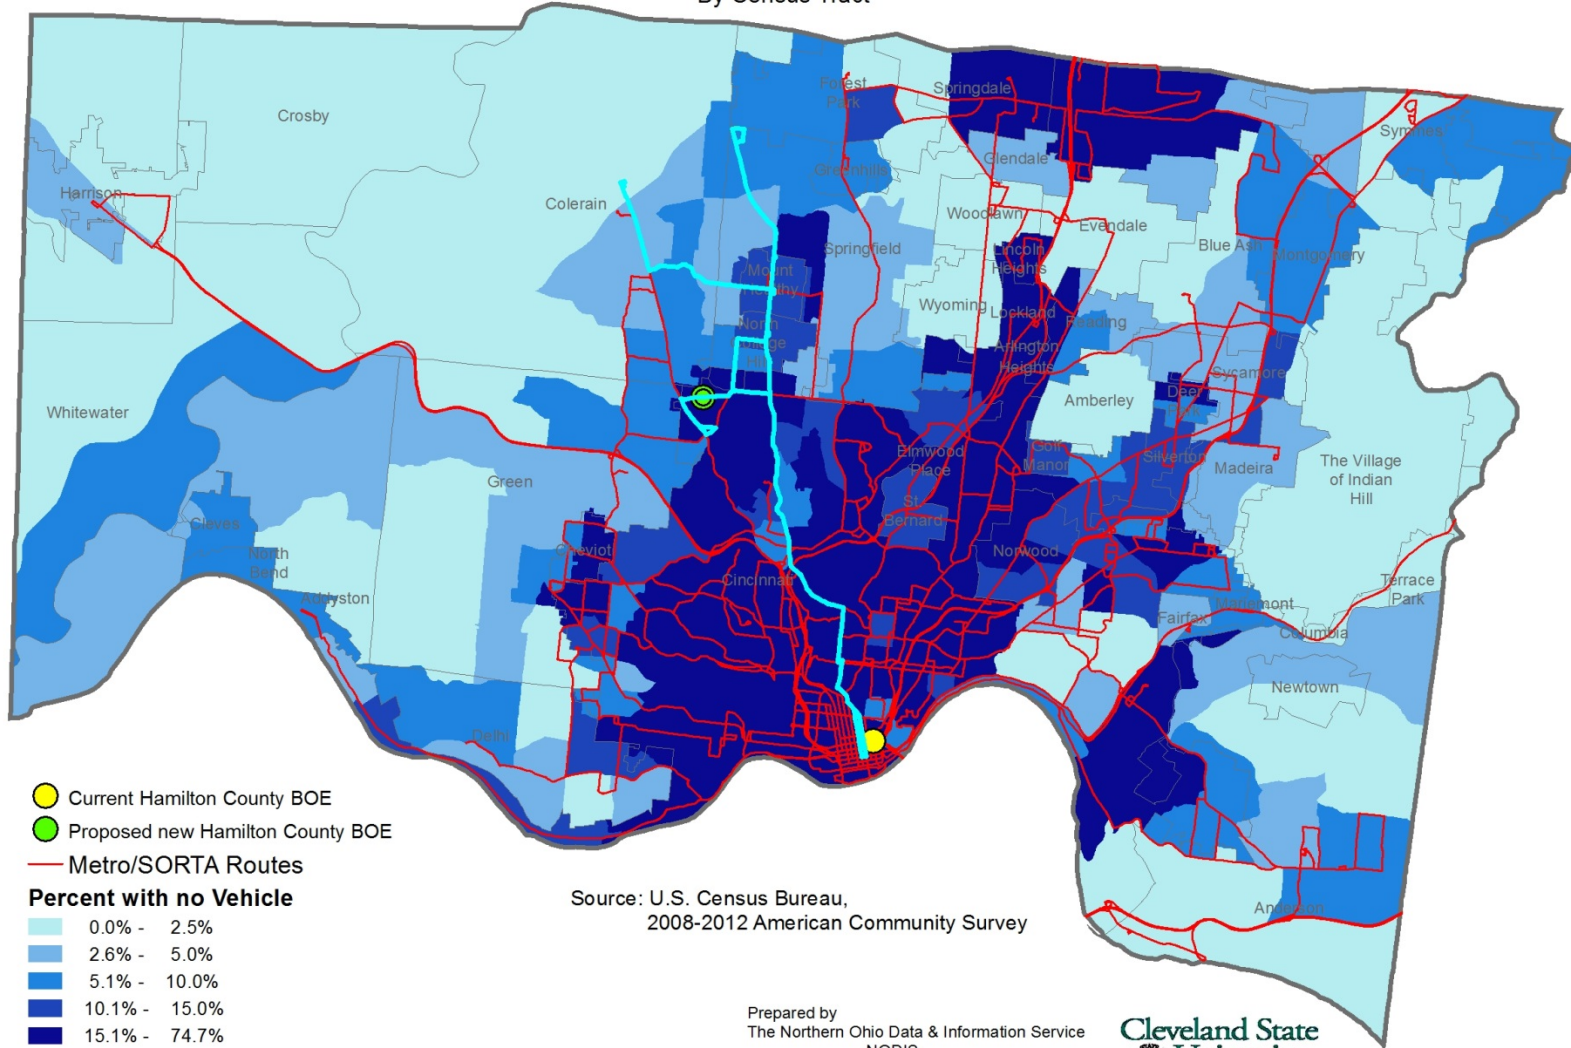 By Census Tract
Crosby
Harrison
Colerain
Forest
Park
Springdale
Symmes
Greenhills
Glendale
Woodlawn
Evendale
Springfield
Lincoln
Heights
Blue Ash
Montgomery
Mount
Healthy
Wyoming
Lockland
Reading
North
College
Hill
Arlington
Heights
Sycamore
Whitewater
Amberley
Deer
Park
Green
Elmwood
Place
Golf
Manor
Silverton
Madeira
The Village
of Indian
Hill
Cleves
St.
Bernard
North
Bend
Cheviot
Norwood
Cincinnati
Addyston
Terrace
Park
Mariemont
Fairfax
Columbia
Newtown
Delhi
Anderson
Current Hamilton County BOE
Proposed new Hamilton County BOE
Metro/SORTA Routes
Percent with no Vehicle
0.0% - 2.5%
2.6% - 5.0%
5.1% - 10.0%
10.1% - 15.0%
15.1% - 74.7%
Source: U.S. Census Bureau,
2008-2012 American Community Survey
Prepared by
The Northern Ohio Data & Information Service
NODIS
Cleveland State